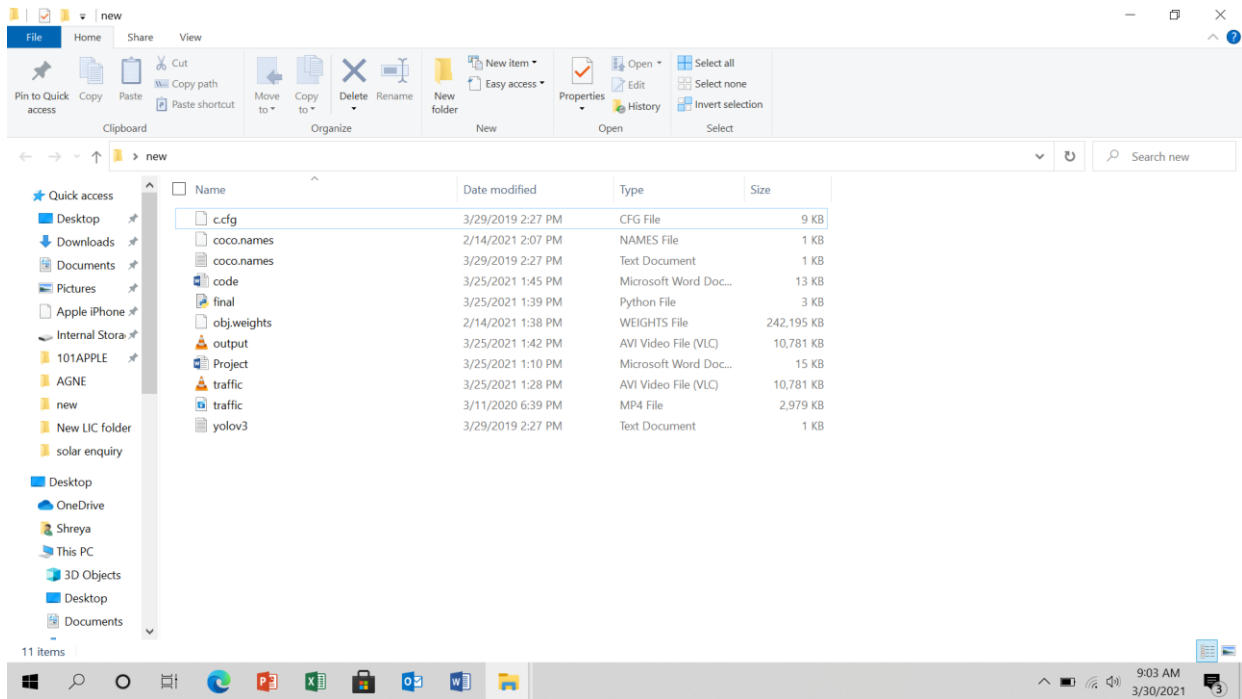 new
File Home Share View
Pin to Quick access
Copy
Paste
Cut
Copy path
Paste shortcut
Clipboard
Move to
Copy to
Delete
Rename
Organize
New folder
New item
Easy access
New
Properties
Open
Edit
History
Open
Select all
Select none
Invert selection
Select
new
Search new
Name Date modified Type Size
c.cfg 3/29/2019 2:27 PM CFG File 9 KB
coco.names 2/14/2021 2:07 PM NAMES File 1 KB
coco.names 3/29/2019 2:27 PM Text Document 1 KB
code 3/25/2021 1:45 PM Microsoft Word Doc... 13 KB
final 3/25/2021 1:39 PM Python File 3 KB
obj.weights 2/14/2021 1:38 PM WEIGHTS File 242,195 KB
output 3/25/2021 1:42 PM AVI Video File (VLC) 10,781 KB
Project 3/25/2021 1:10 PM Microsoft Word Doc... 15 KB
traffic 3/25/2021 1:28 PM AVI Video File (VLC) 10,781 KB
traffic 3/11/2020 6:39 PM MP4 File 2,979 KB
yolov3 3/29/2019 2:27 PM Text Document 1 KB
Quick access
Desktop
Downloads
Documents
Pictures
Apple iPhone
Internal Stora
101APPLE
AGNE
new
New LIC folder
solar enquiry
Desktop
OneDrive
Shreya
This PC
3D Objects
Desktop
Documents
11 items
9:03 AM
3/30/2021
3